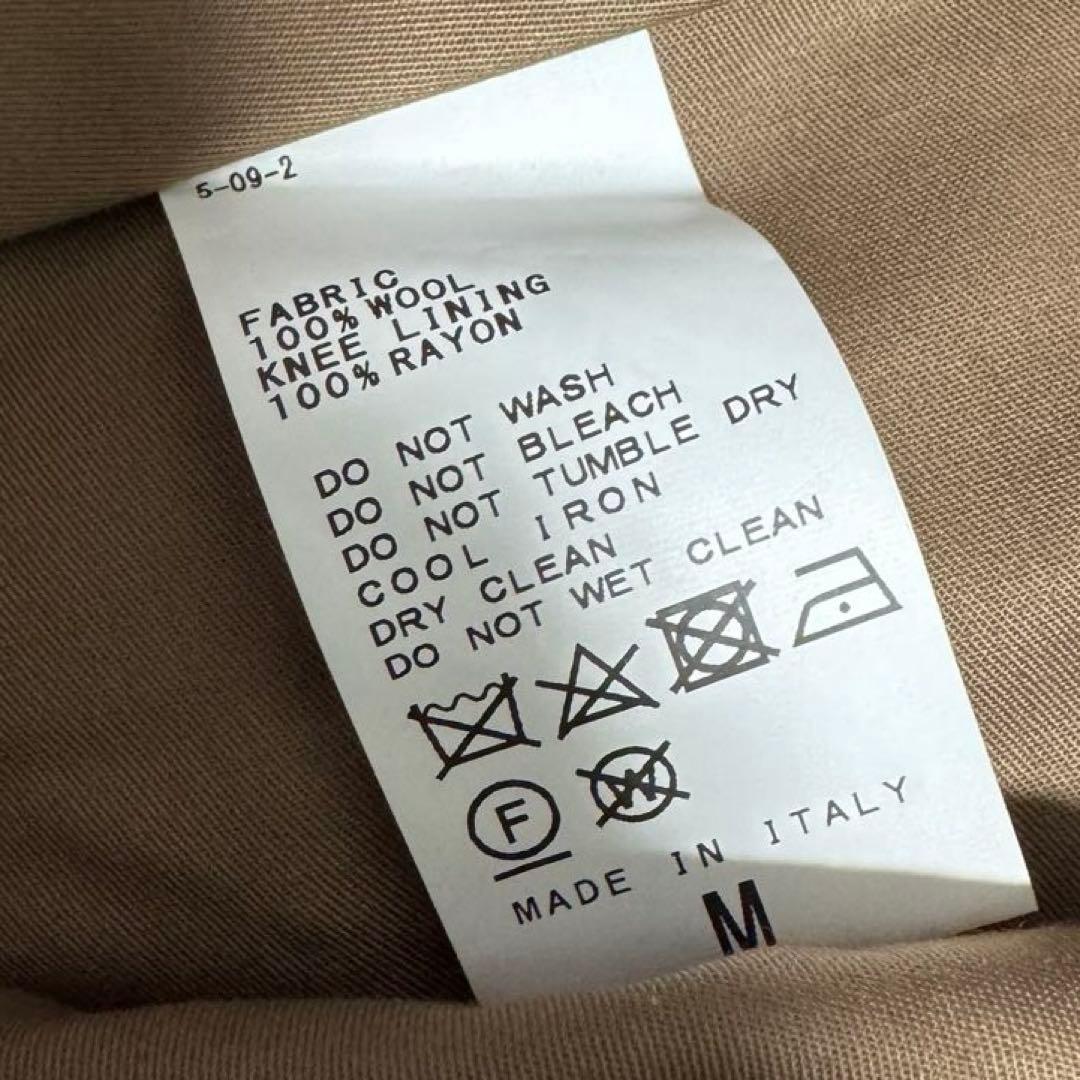 5-09-2
FABRIC
100% WOOL
KNEE LINING
100% RAYON
DO NOT WASH
DO NOT BLEACH
DO NOT TUMBLE DRY
COOL IRON
DRY CLEAN
DO NOT WET CLEAN
F W
MADE IN ITALY
M